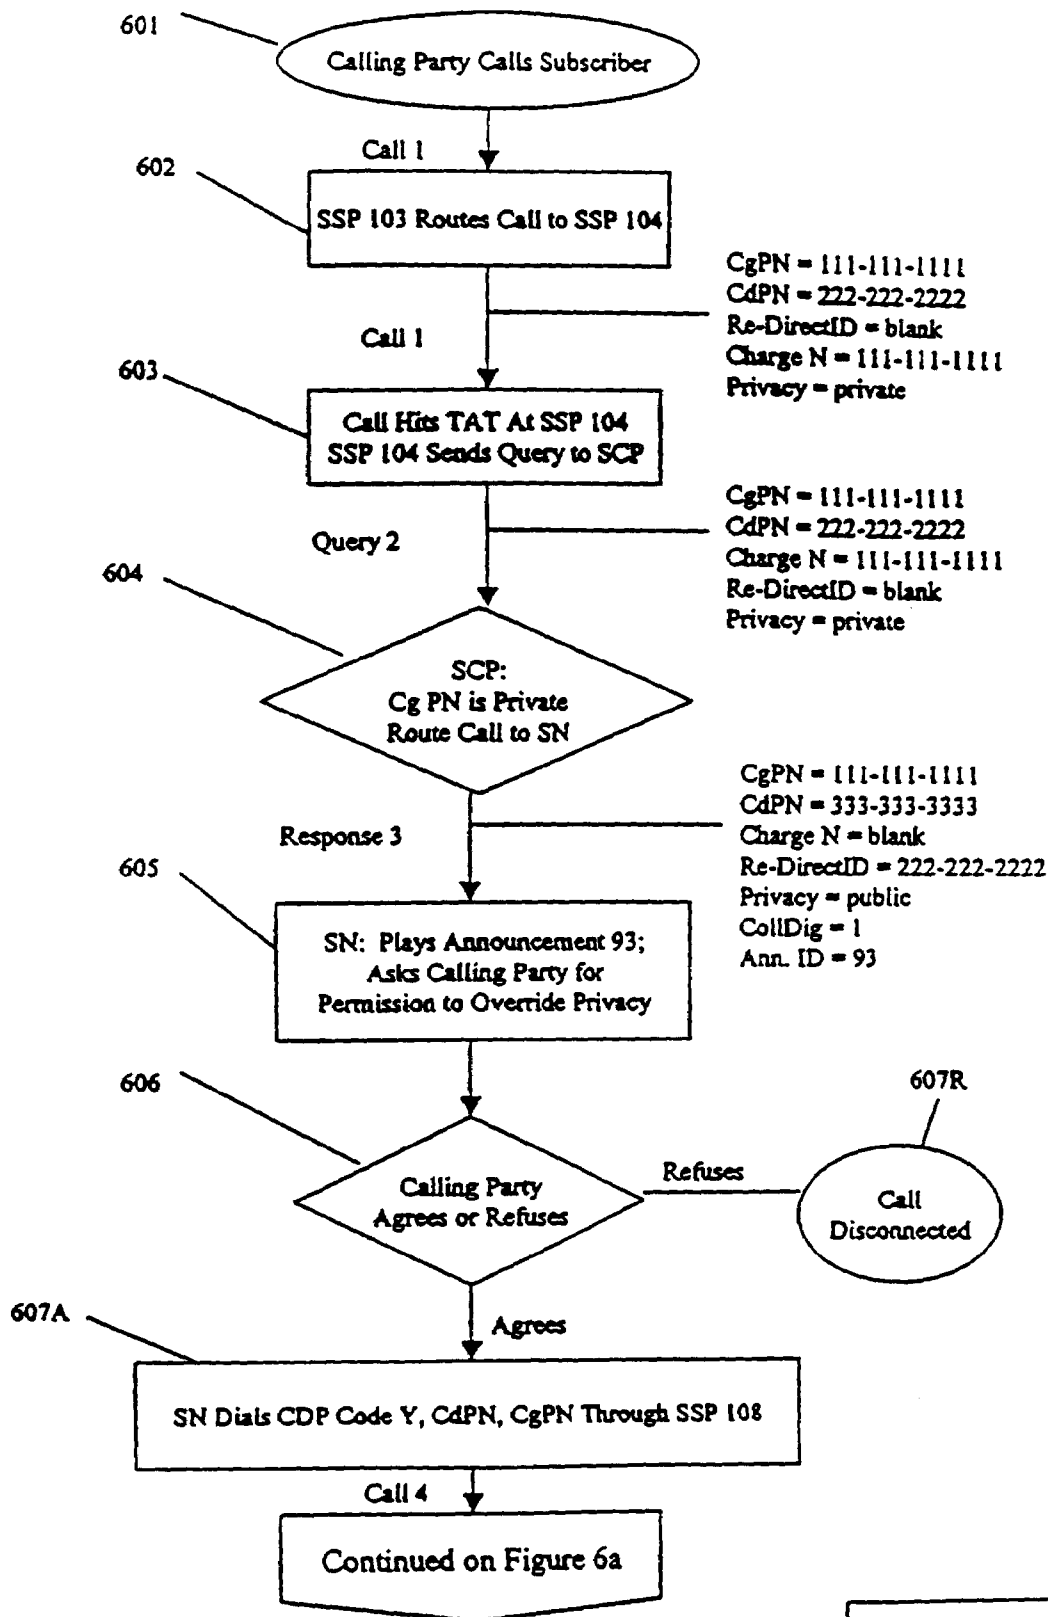 601
Calling Party Calls Subscriber
Call 1
602
SSP 103 Routes Call to SSP 104
CgPN = 111-111-1111
CdPN = 222-222-2222
Re-DirectID = blank
Charge N = 111-111-1111
Privacy = private
Call 1
603
Call Hits TAT At SSP 104
SSP 104 Sends Query to SCP
CgPN = 111-111-1111
CdPN = 222-222-2222
Charge N = 111-111-1111
Re-DirectID = blank
Privacy = private
Query 2
604
SCP:
Cg PN is Private
Route Call to SN
CgPN = 111-111-1111
CdPN = 333-333-3333
Charge N = blank
Re-DirectID = 222-222-2222
Privacy = public
CollDig = 1
Ann. ID = 93
Response 3
605
SN: Plays Announcement 93;
Asks Calling Party for
Permission to Override Privacy
606
607R
Calling Party
Agrees or Refuses
Refuses
Call
Disconnected
607A
Agrees
SN Dials CDP Code Y, CdPN, CgPN Through SSP 108
Call 4
Continued on Figure 6a